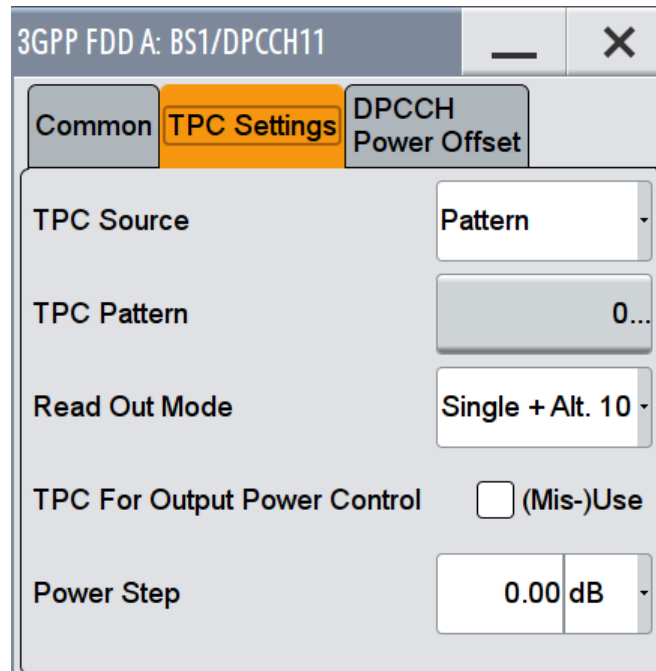 3GPP FDD A: BS1/DPCCH11
Common
TPC Settings
DPCCH
Power Offset
TPC Source
Pattern
TPC Pattern
0...
Read Out Mode
Single + Alt. 10
TPC For Output Power Control
(Mis-)Use
Power Step
0.00 dB